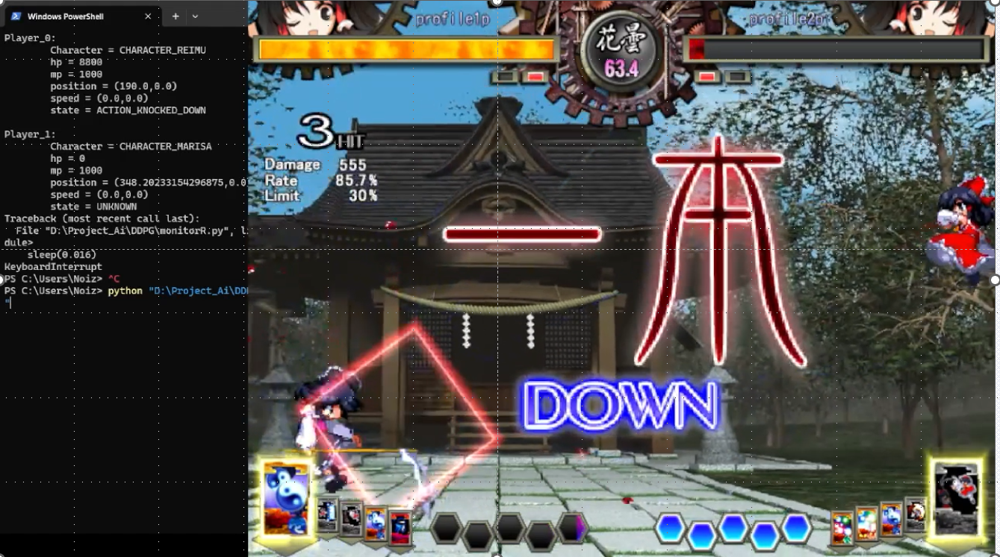 Windows PowerShell
Player_0:
Character = CHARACTER_REIMU
hp = 8800
mp = 1000
position = (190.0,0.0)
speed = (0.0,0.0)
state = ACTION_KNOCKED_DOWN
Player_1:
Character = CHARACTER_MARISA
hp = 0
mp = 1000
position = (348.20233154296875,0.0
speed = (0.0,0.0)
state = UNKNOWN
Traceback (most recent call last):
File "D:\Project_Ai\DDPG\monitorR.py", li
dule>
sleep(0.016)
KeyboardInterrupt
PS C:\Users\Noiz> ^C
PS C:\Users\Noiz> python "D:\Project_Ai\DD
"
profile1p
profile2p
花曇
63.4
3 HIT
Damage 555
Rate 85.7%
Limit 30%
一本
DOWN